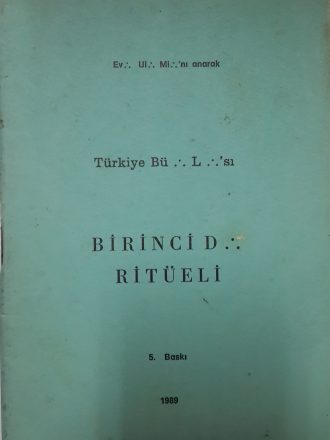 Ev∴ Ul∴ Mi∴'nı anarak
Türkiye Bü ∴ L ∴'sı
BİRİNCİ D ∴
RİTÜELİ
5. Baskı
1989